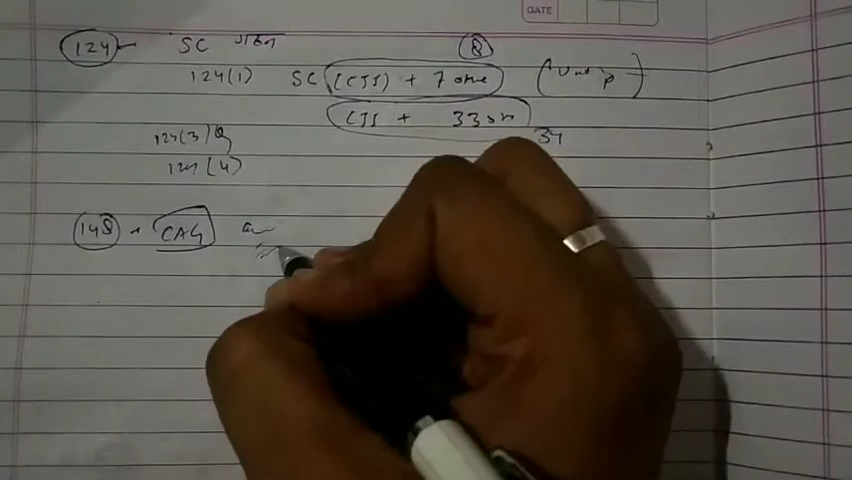 DATE
124 - SC गठन
8
124(1) SC (CJI) + 7 other
CJI + 33
34
124(3)
124(4)
148 CAG